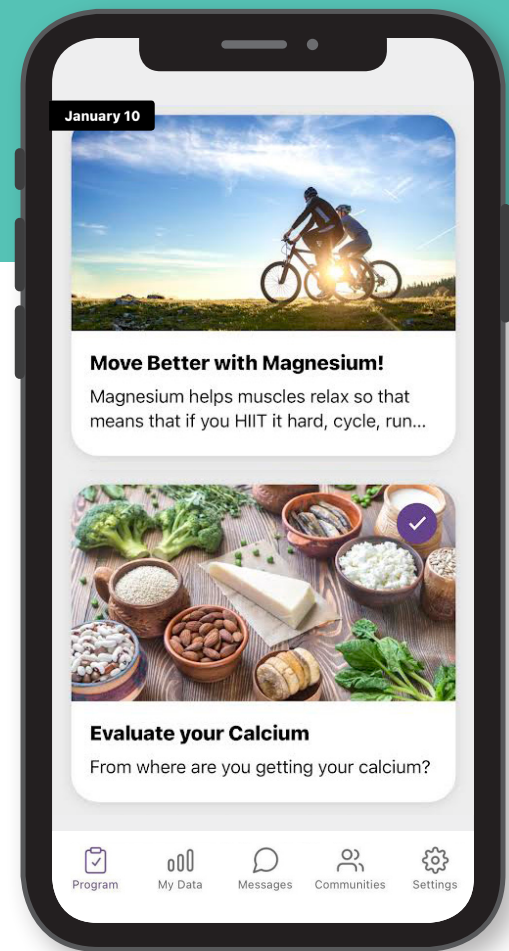 January 10
Move Better with Magnesium!
Magnesium helps muscles relax so that
means that if you HIIT it hard, cycle, run...
Evaluate your Calcium
From where are you getting your calcium?
Program
My Data
Messages
Communities
Settings